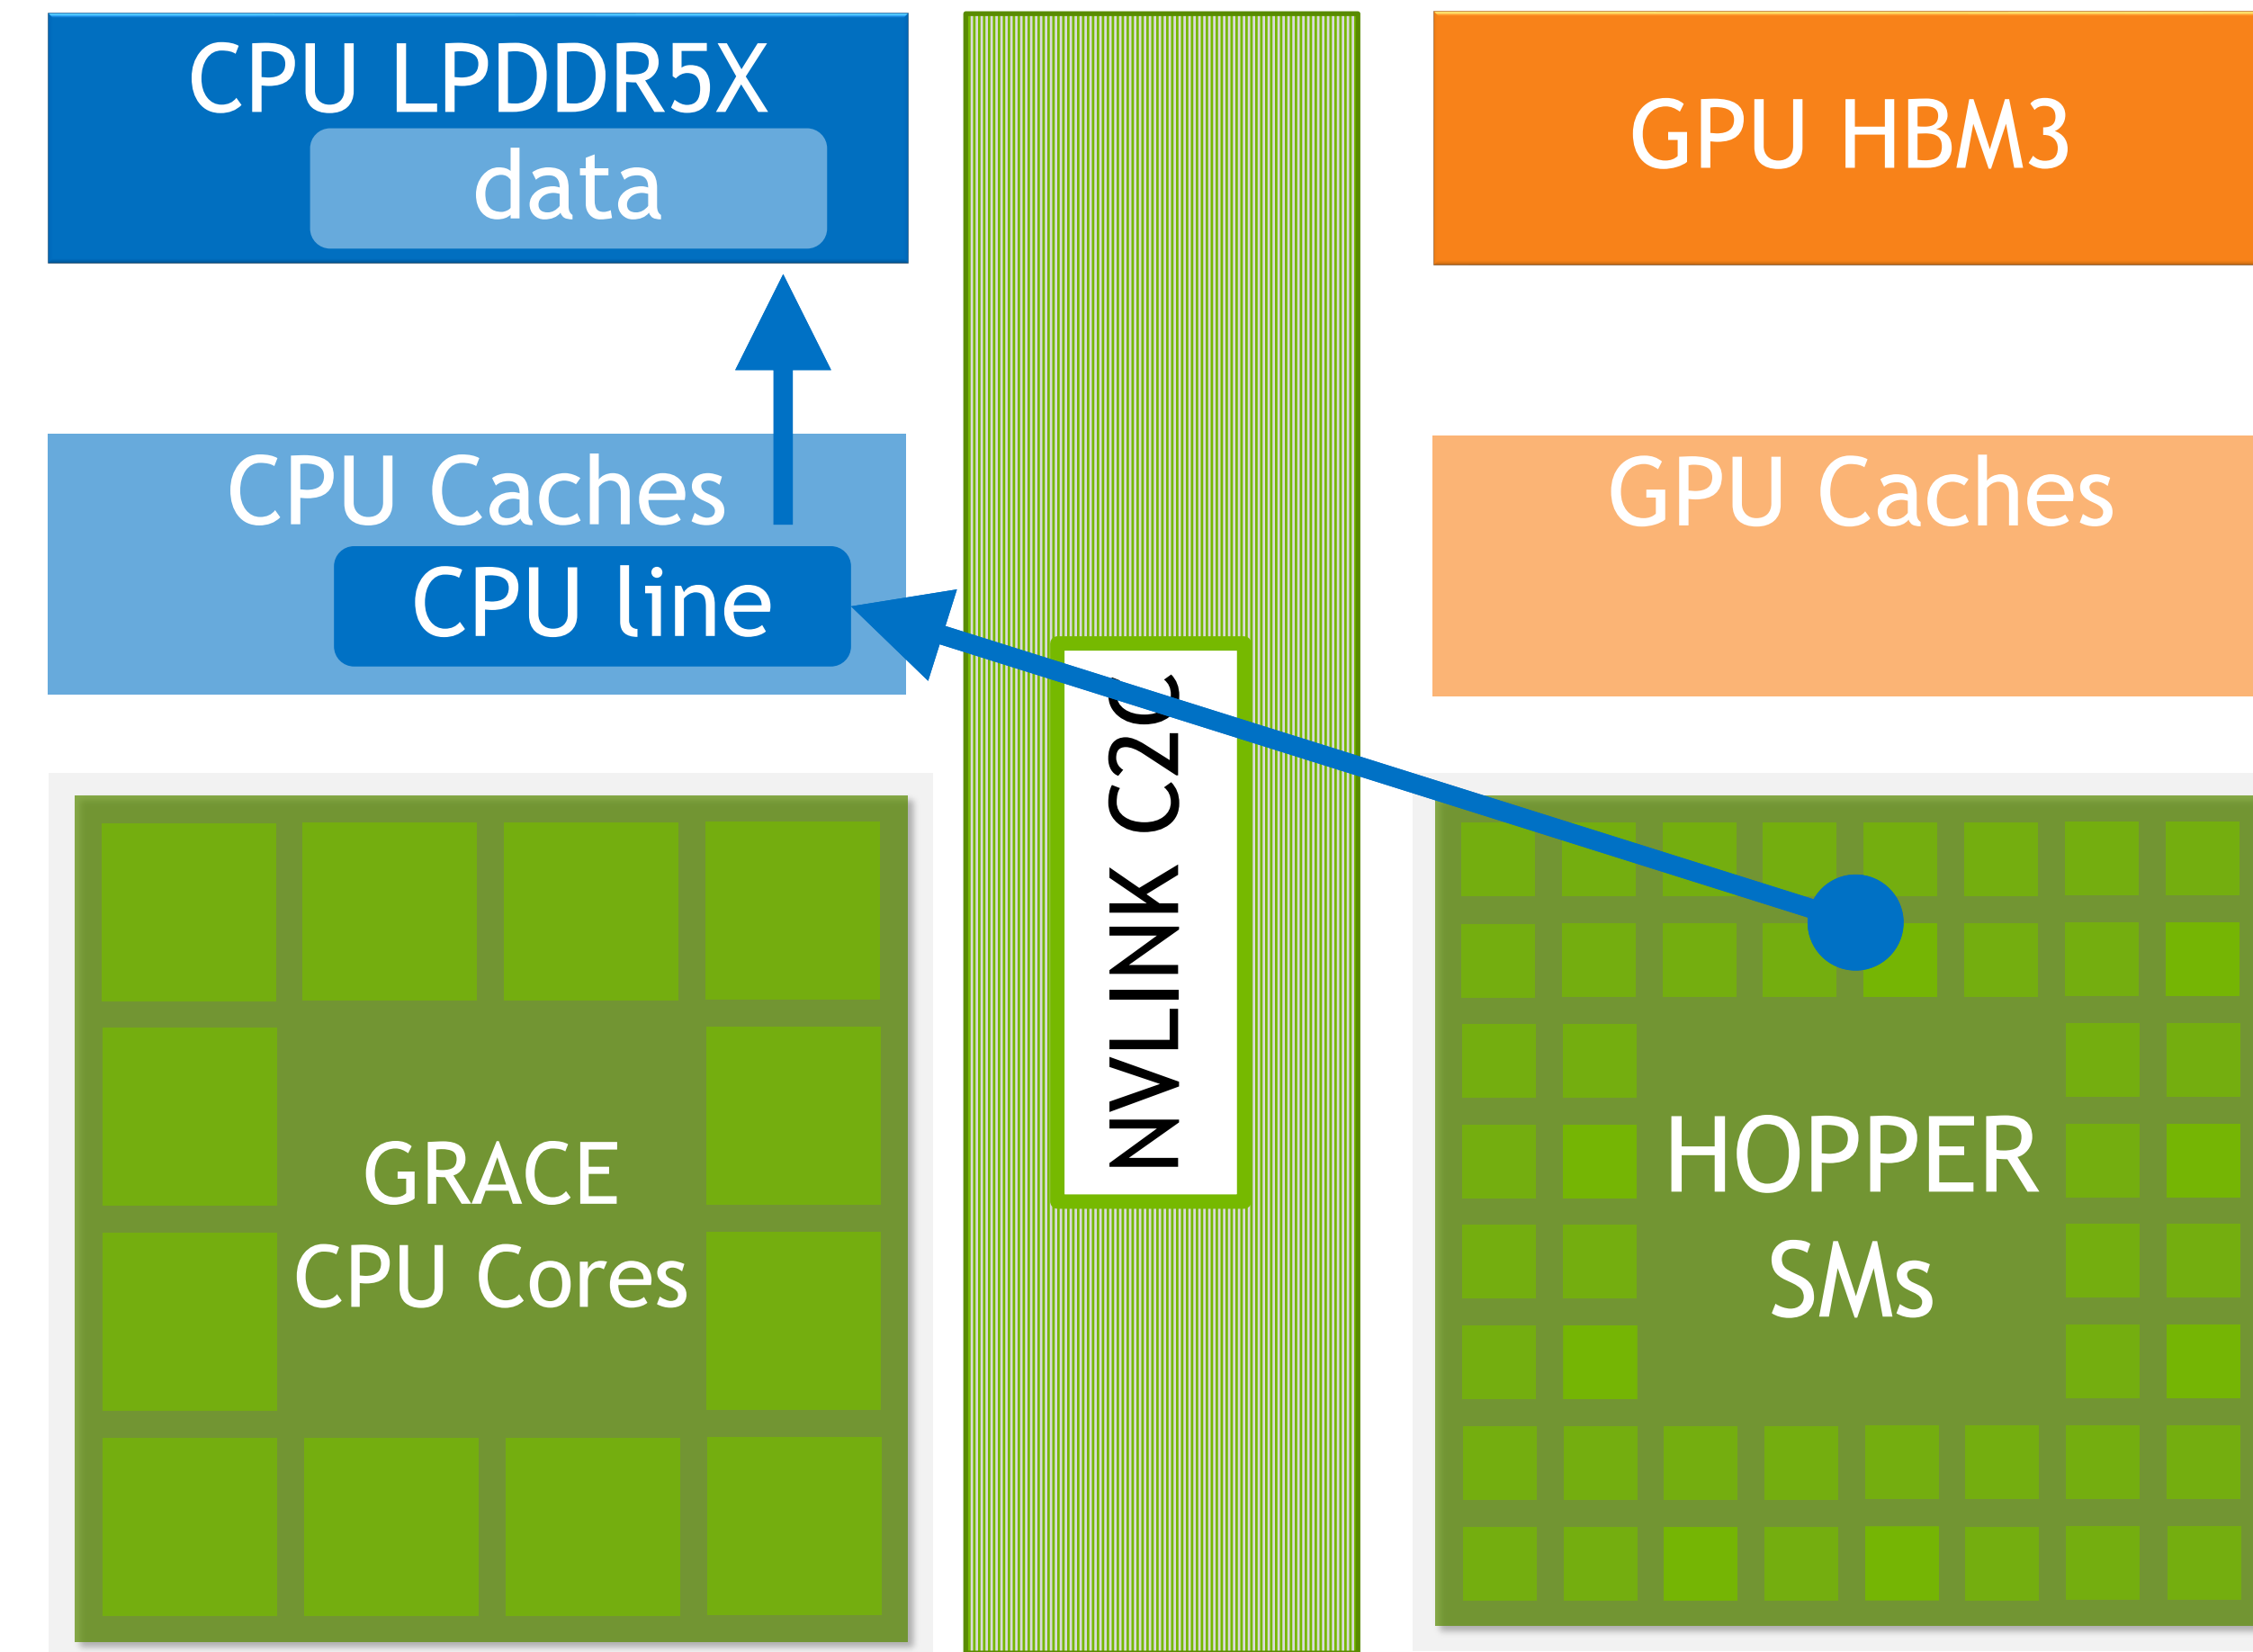 CPU LPDDR5X
data
GPU HBM3
CPU Caches
CPU line
GPU Caches
NVLINK C2C
GRACE
CPU Cores
HOPPER
SMs